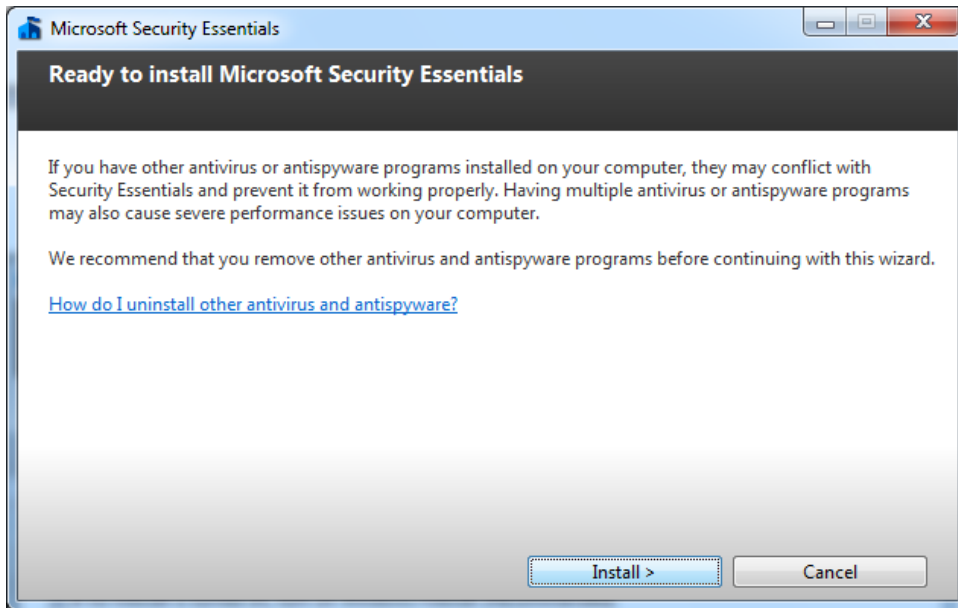 Microsoft Security Essentials
Ready to install Microsoft Security Essentials
If you have other antivirus or antispyware programs installed on your computer, they may conflict with
Security Essentials and prevent it from working properly. Having multiple antivirus or antispyware programs
may also cause severe performance issues on your computer.
We recommend that you remove other antivirus and antispyware programs before continuing with this wizard.
How do I uninstall other antivirus and antispyware?
Install >
Cancel